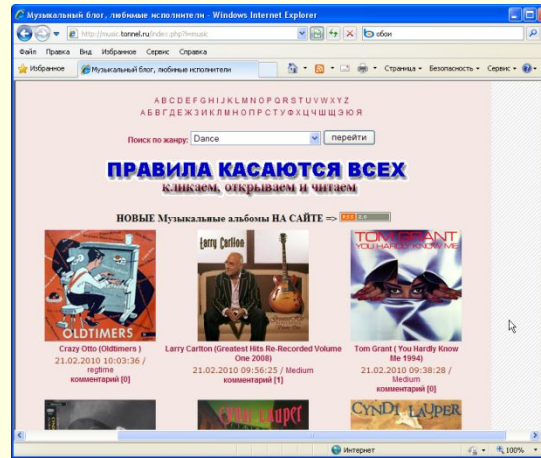 Музыкальный блог, любимые исполнители - Windows Internet Explorer
http://music.tonnel.ru/index.php?l=music
обои
Файл Правка Вид Избранное Сервис Справка
Избранное Музыкальный блог, любимые исполнители Страница Безопасность Сервис
A B C D E F G H I J K L M N O P Q R S T U V W X Y Z
А Б В Г Д Е Ж З И К Л М Н О П Р С Т У Ф Х Ц Ч Ш Щ Э Ю Я
Поиск по жанру: Dance перейти
ПРАВИЛА КАСАЮТСЯ ВСЕХ
кликаем, открываем и читаем
НОВЫЕ Музыкальные альбомы НА САЙТЕ => RSS 2.0
OLDTIMERS
Larry Carlton
TOM GRANT
YOU HARDLY KNOW ME
Crazy Otto (Oldtimers )
21.02.2010 10:03:36 /
regtime
комментарий [0]
Larry Carlton (Greatest Hits Re-Recorded Volume
One 2008)
21.02.2010 09:56:25 / Medium
комментарий [1]
Tom Grant ( You Hardly Know
Me 1994)
21.02.2010 09:38:28 /
Medium
комментарий [0]
CYNDI LAUPER
CYNDI LAUPER
Интернет 100%